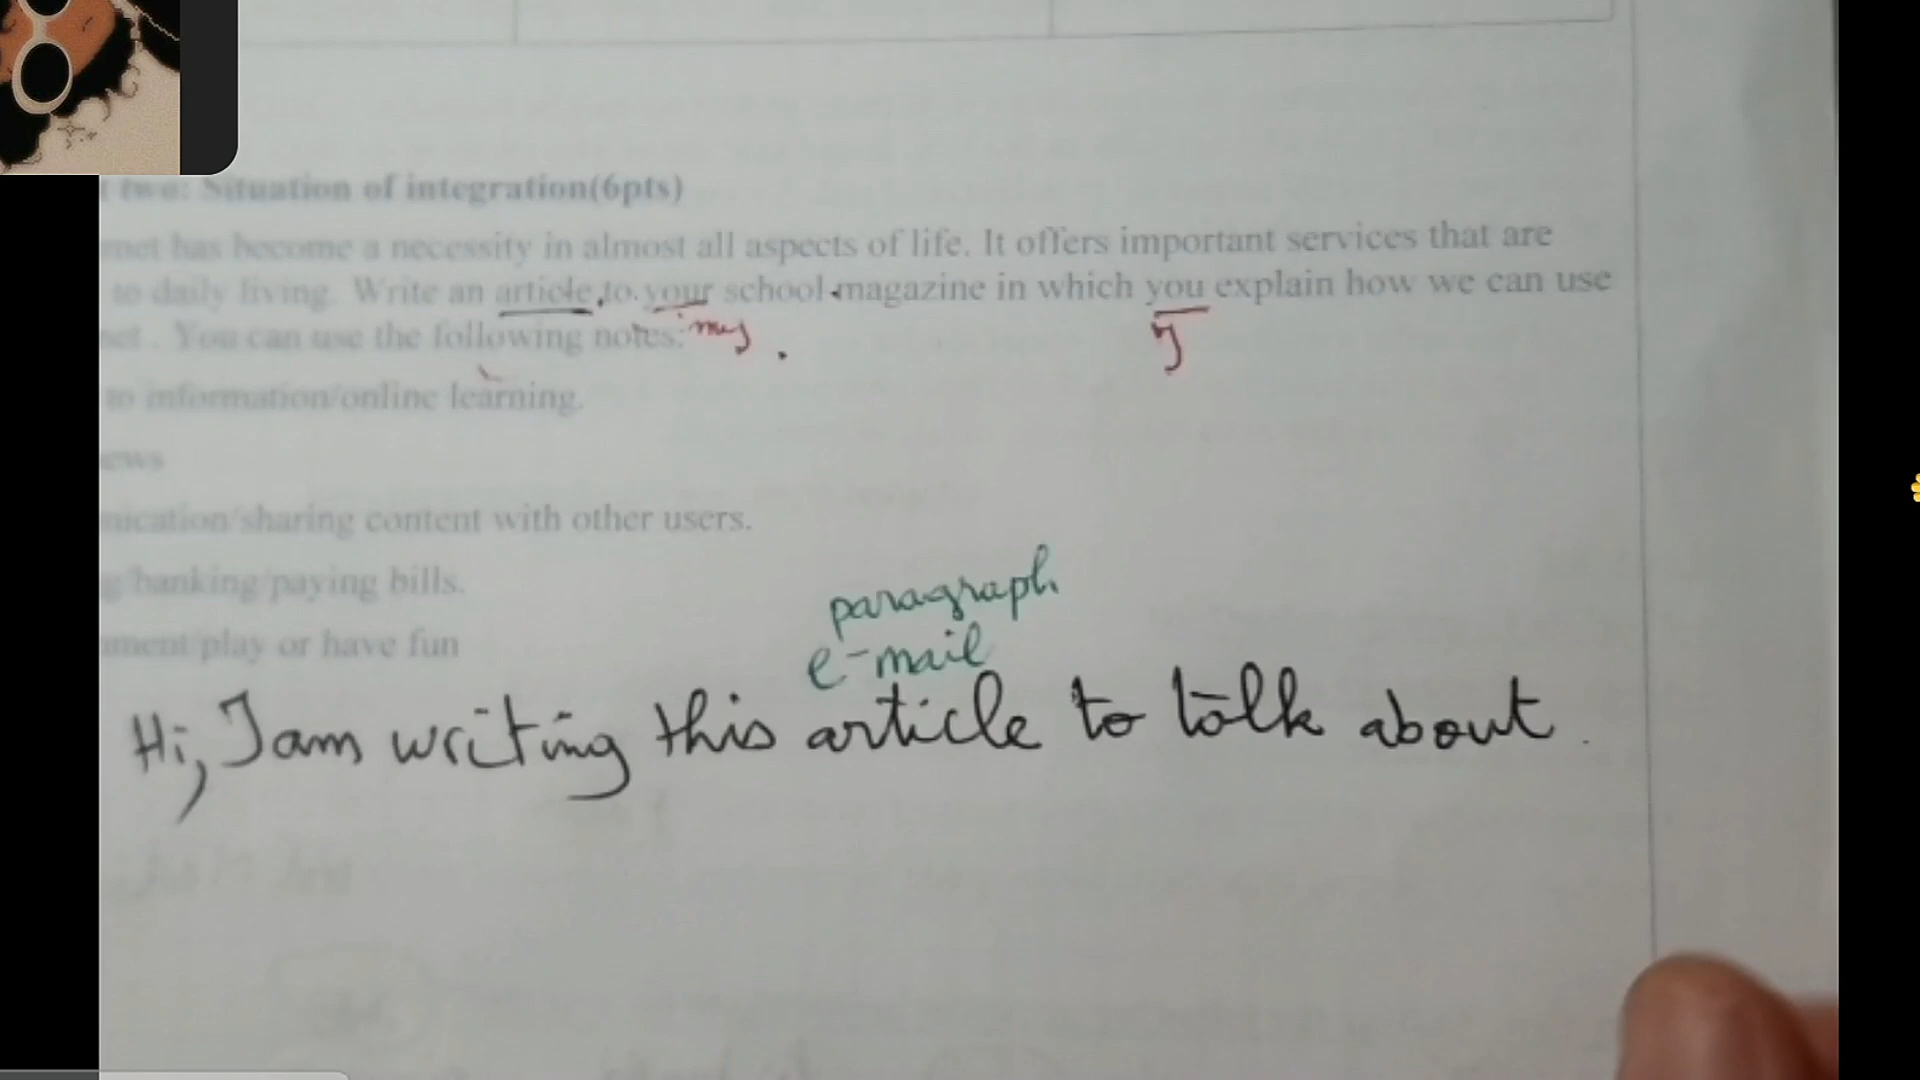 two: Situation of integration(6pts)
has become a necessity in almost all aspects of life. It offers important services that are
to daily living. Write an article to your school magazine in which you explain how we can use
. You can use the following notes:
my
I
to information/online learning.
sharing content with other users.
/banking/paying bills.
paragraph
play or have fun
e-mail
Hi, I am writing this article to talk about